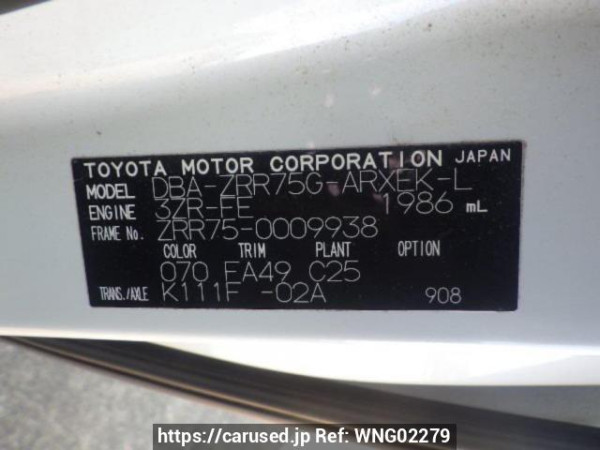 TOYOTA MOTOR CORPORATION JAPAN
MODEL DBA-ZRR75G-ARXEK-L
ENGINE 3ZR-FE 1986 mL
FRAME No. ZRR75-0009938
COLOR TRIM PLANT OPTION
070 FA49 C25
TRANS./AXLE K111F -02A 908
https://carused.jp Ref: WNG02279